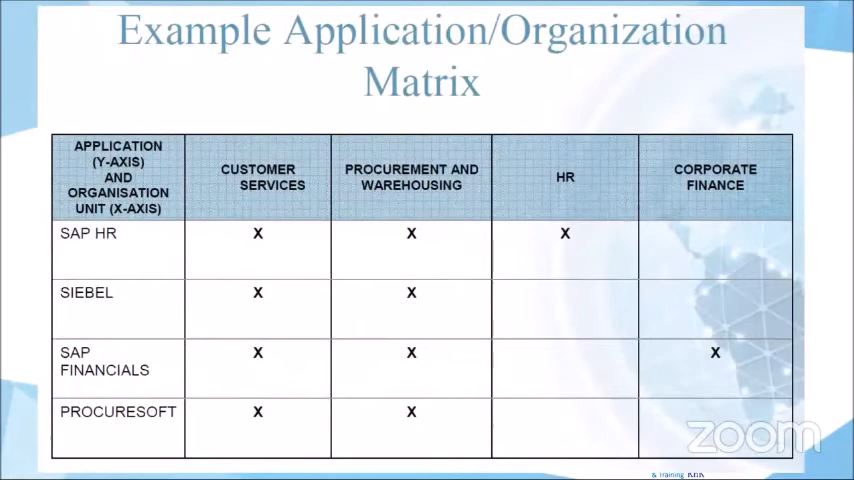 Example Application/Organization
Matrix
APPLICATION
(Y-AXIS)
AND
ORGANISATION
UNIT (X-AXIS)
CUSTOMER
SERVICES
PROCUREMENT AND
WAREHOUSING
HR
CORPORATE
FINANCE
SAP HR X X X
SIEBEL X X
SAP
FINANCIALS X X X
PROCURESOFT X X
zoom
& Training